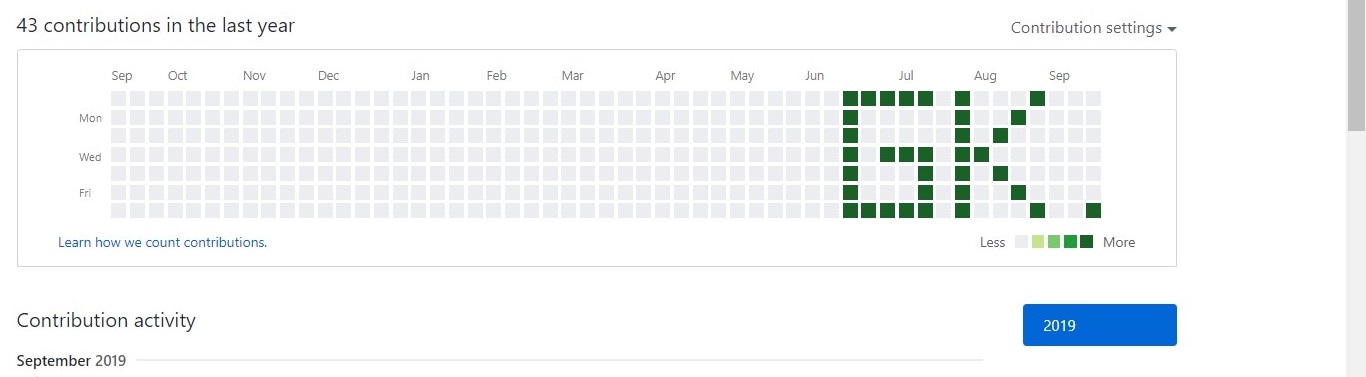 43 contributions in the last year
Contribution settings
Sep Oct Nov Dec Jan Feb Mar Apr May Jun Jul Aug Sep
Mon
Wed
Fri
GK
Learn how we count contributions.
Less More
Contribution activity
2019
September 2019